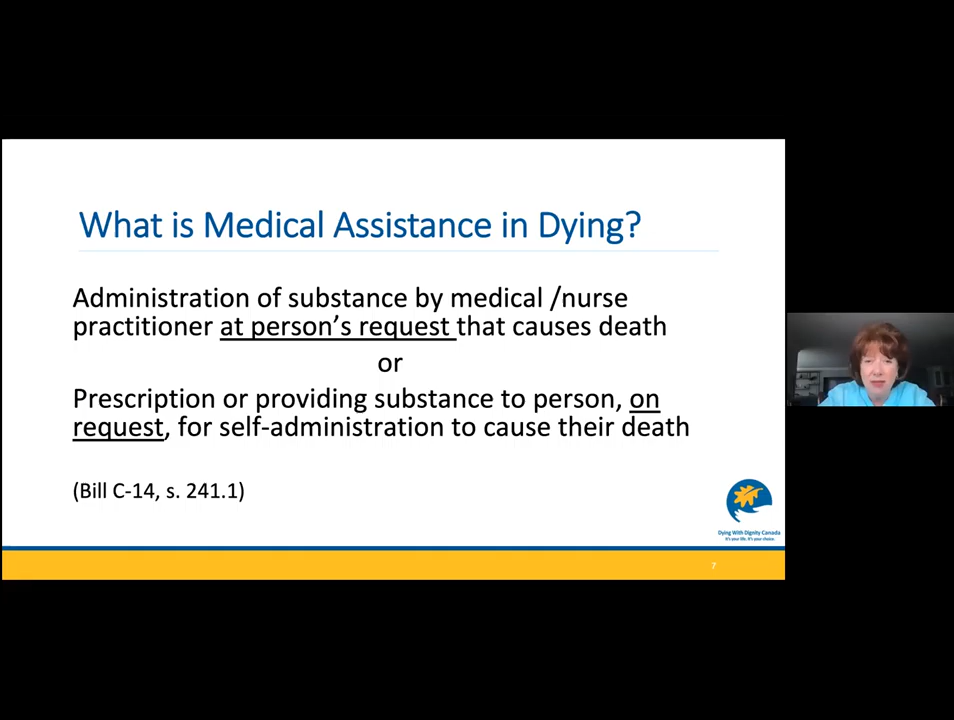 What is Medical Assistance in Dying?
Administration of substance by medical /nurse
practitioner at person's request that causes death
or
Prescription or providing substance to person, on
request, for self-administration to cause their death
(Bill C-14, s. 241.1)
Dying With Dignity Canada
It's your life. It's your choice.
7